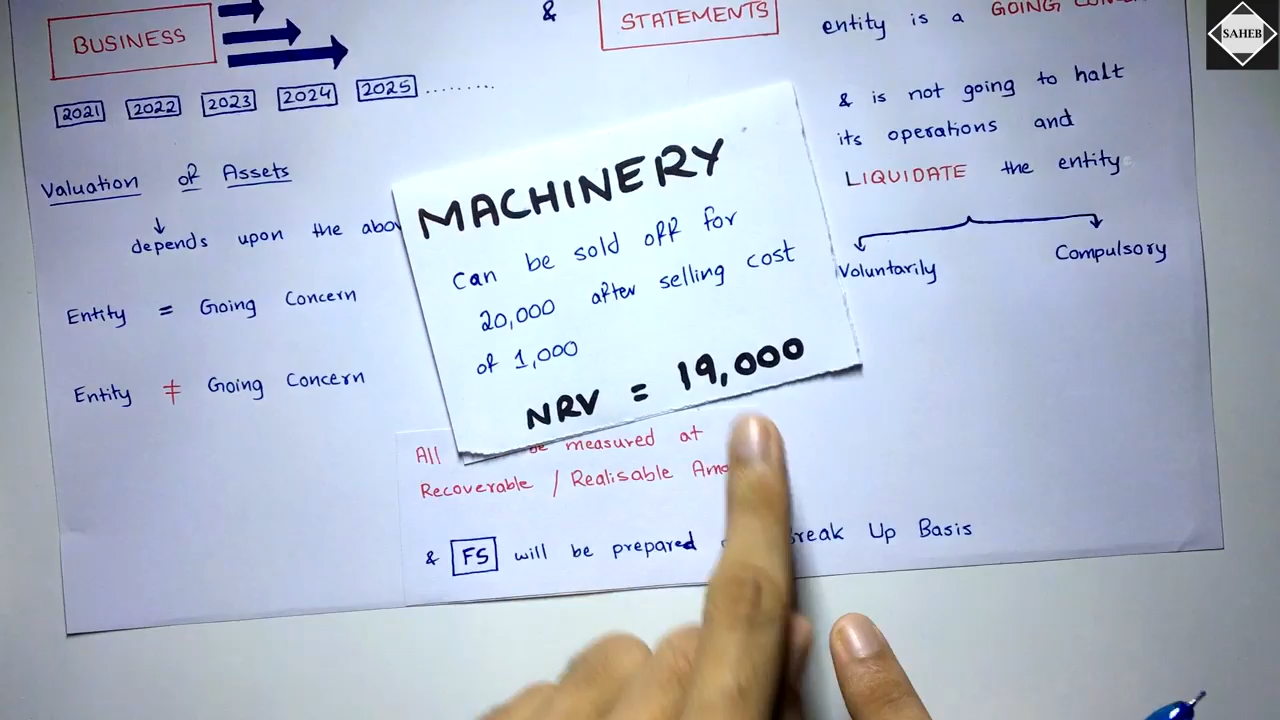 BUSINESS
2021 2022 2023 2024 2025 .........
Valuation of Assets
depends upon the
Entity = Going Concern
Entity ≠ Going Concern
&
STATEMENTS
entity is a GOING
& is not going to halt
its operations and
LIQUIDATE the entity
Voluntarily
Compulsory
MACHINERY
can be sold off for
20,000 after selling cost
of 1,000
NRV = 19,000
All be measured at
Recoverable / Realisable
& FS will be prepared Break Up Basis
SAHEB